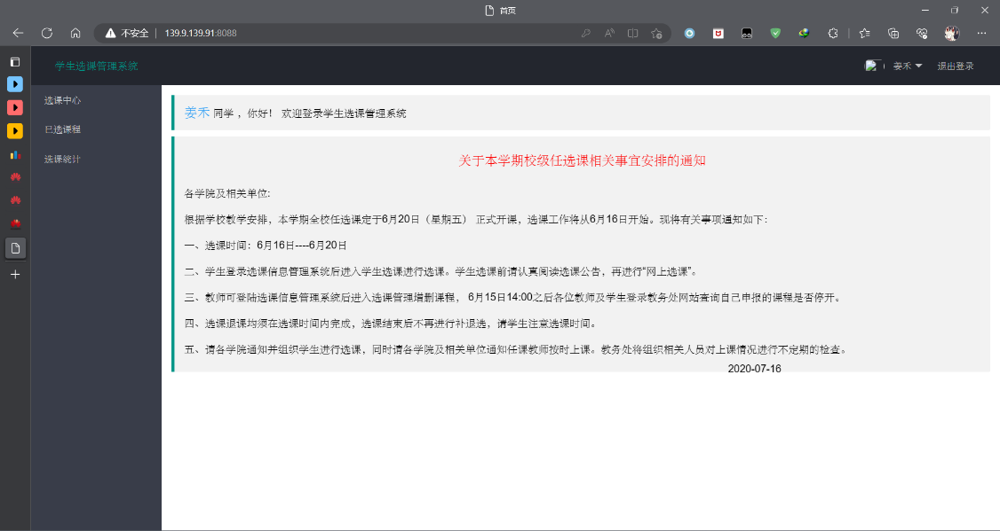 首页
不安全 | 139.9.139.91:8088
学生选课管理系统
姜禾
退出登录
选课中心
已选课程
选课统计
姜禾 同学 ，你好！ 欢迎登录学生选课管理系统
关于本学期校级任选课相关事宜安排的通知
各学院及相关单位:
根据学校教学安排，本学期全校任选课定于6月20日（星期五） 正式开课，选课工作将从6月16日开始。现将有关事项通知如下：
一、选课时间：6月16日----6月20日
二、学生登录选课信息管理系统后进入学生选课进行选课。学生选课前请认真阅读选课公告，再进行“网上选课”。
三、教师可登陆选课信息管理系统后进入选课管理增删课程， 6月15日14:00之后各位教师及学生登录教务处网站查询自己申报的课程是否停开。
四、选课退课均须在选课时间内完成，选课结束后不再进行补退选，请学生注意选课时间。
五、请各学院通知并组织学生进行选课，同时请各学院及相关单位通知任课教师按时上课。教务处将组织相关人员对上课情况进行不定期的检查。
2020-07-16